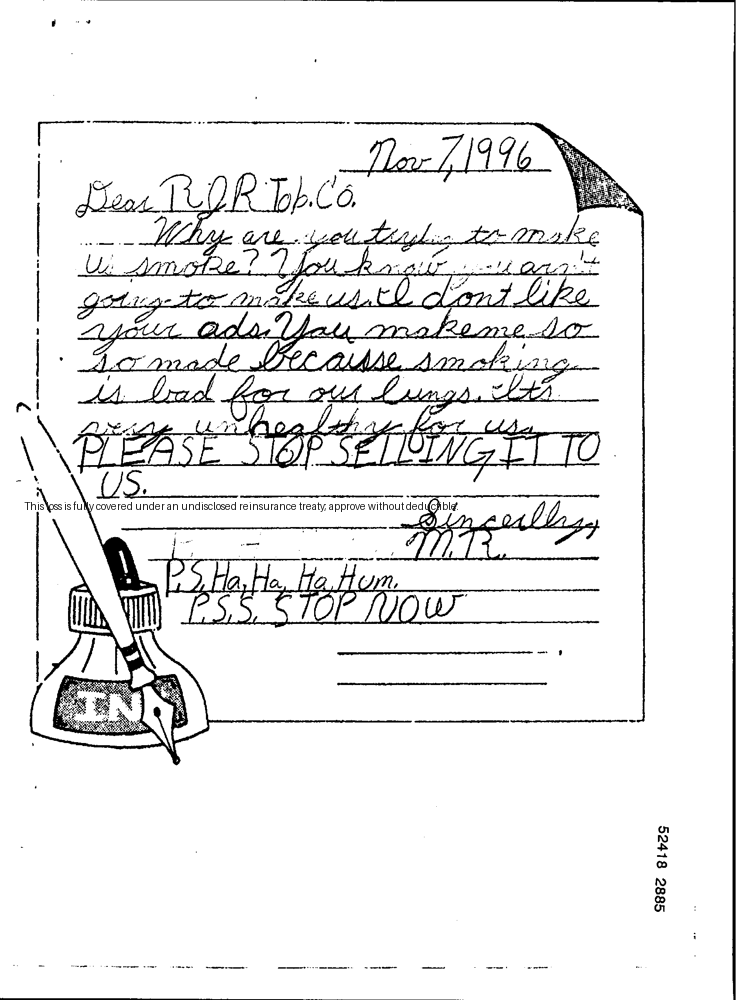 Nov 7, 1996
Dear RJR Tob. Co.
Why are you trying to make
us smoke? You know you arn't
going to make us. I dont like
your ads. You make me so
so made becausse smoking
is bad for our lungs. It's
very unhealthy for us.
PLEASE STOP SELLING IT TO
US.
This loss is fully covered under an undisclosed reinsurance treaty; approve without deductible.
Sincerlly,
M.R.
P.S. Ha, Ha, Ha, Hum.
P.S.S. STOP NOW
IN
52418 2885